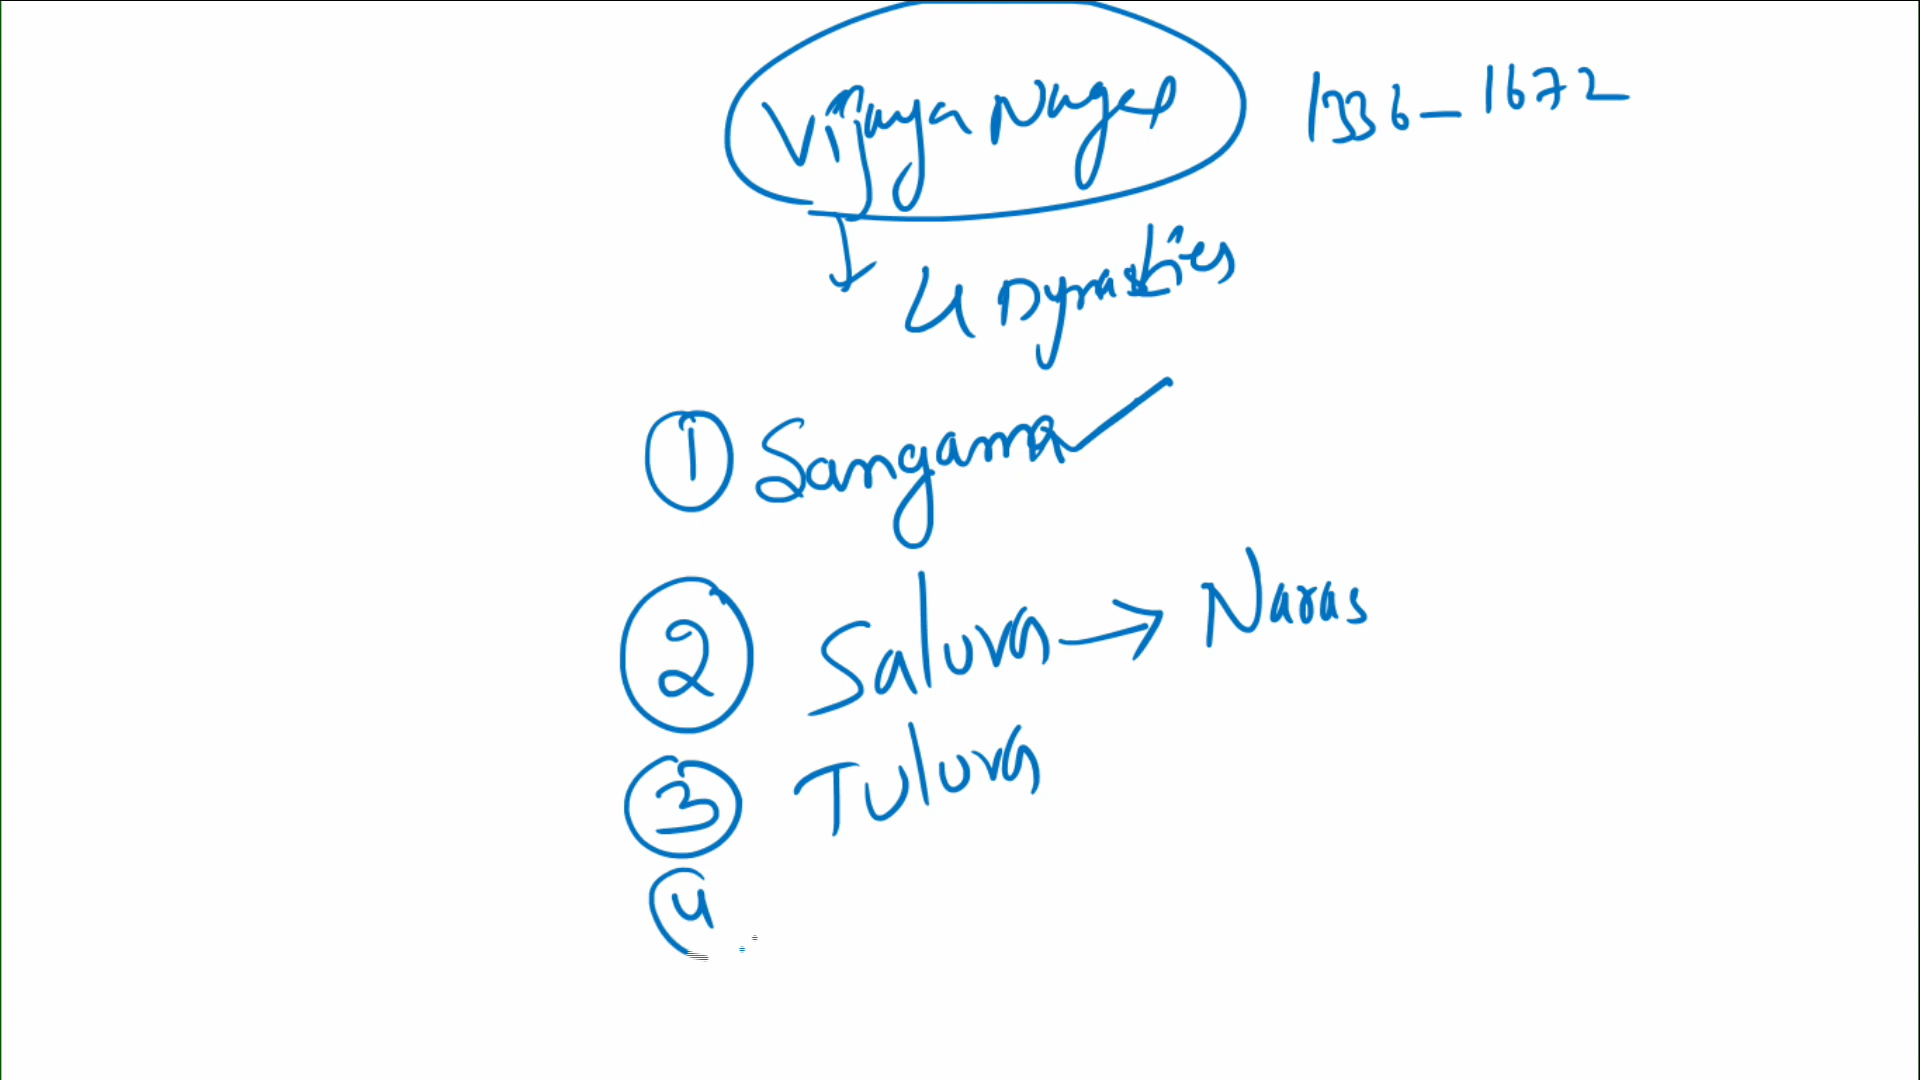 Vijaya Nagar 1336-1672
4 Dynasties
1 Sangama
2 Saluva → Naras
3 Tuluva
4